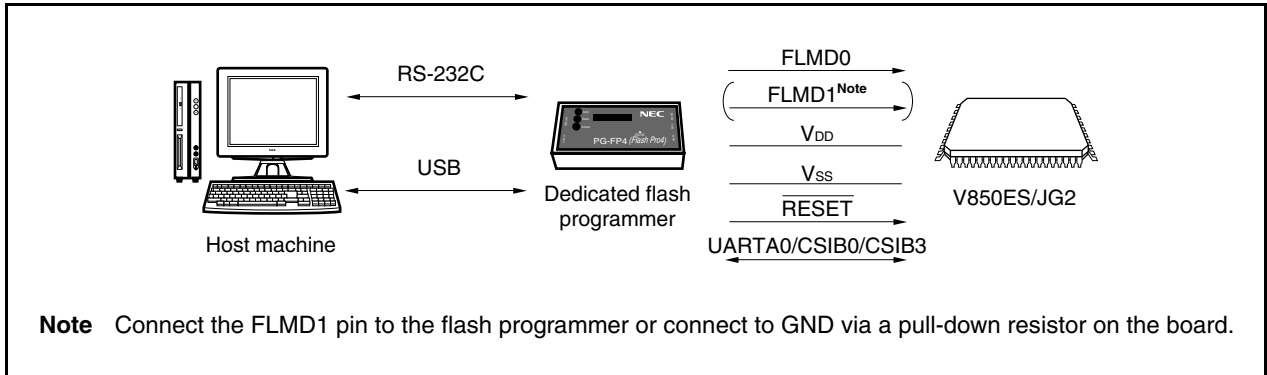 RS-232C
USB
Host machine
NEC
PG-FP4 (Flash Pro4)
Dedicated flash
programmer
FLMD0
FLMD1Note
VDD
VSS
RESET
UARTA0/CSIB0/CSIB3
V850ES/JG2
Note Connect the FLMD1 pin to the flash programmer or connect to GND via a pull-down resistor on the board.